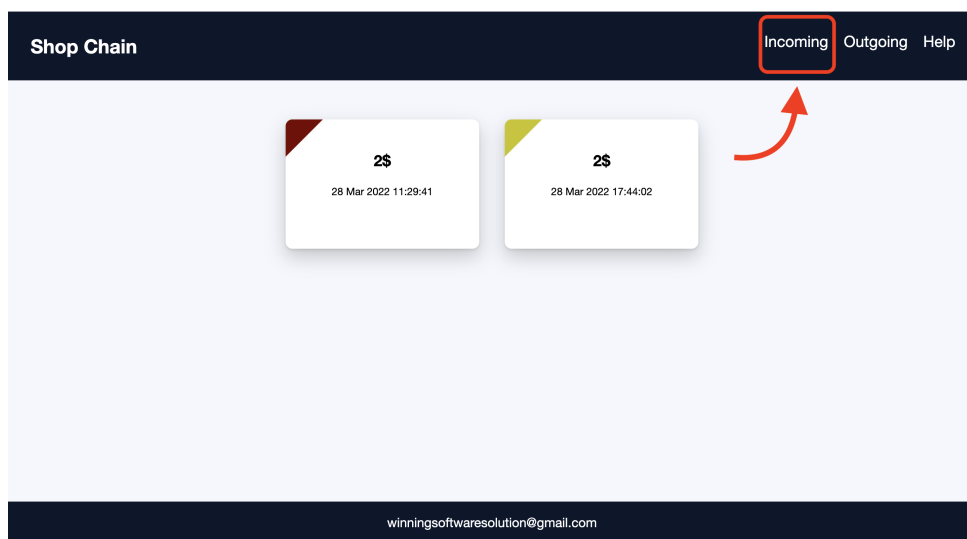 Shop Chain
Incoming Outgoing Help
2$
28 Mar 2022 11:29:41
2$
28 Mar 2022 17:44:02
winningsoftwaresolution@gmail.com